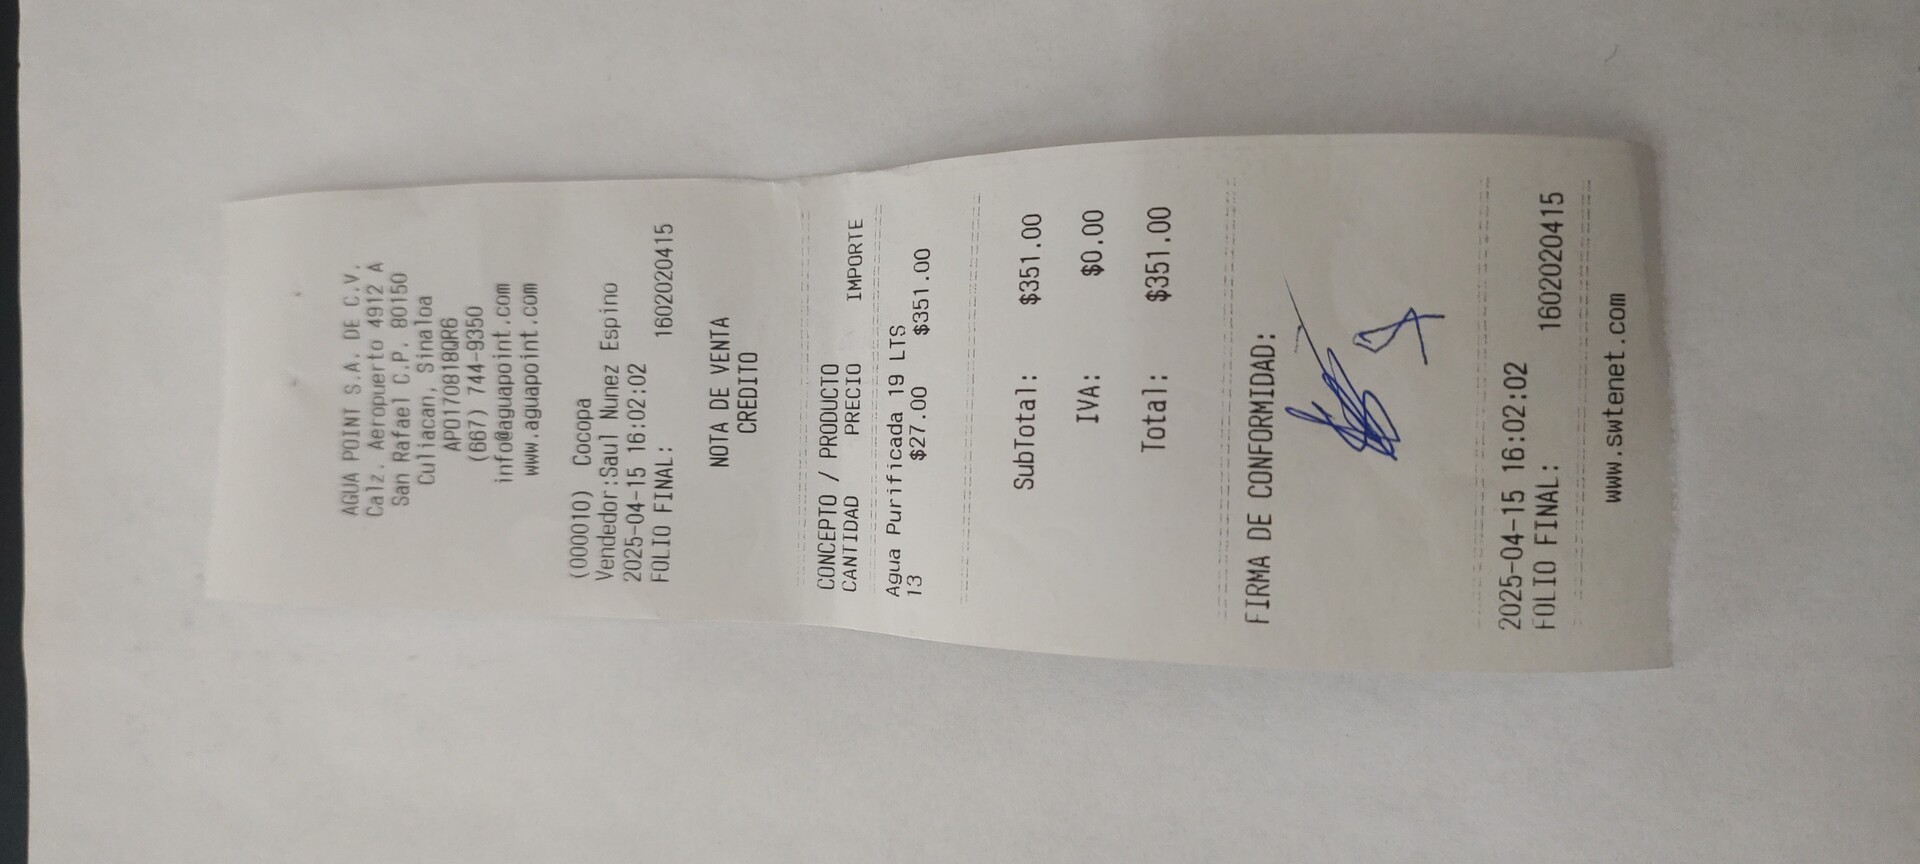 AGUA POINT S.A. DE C.V.
Calz. Aeropuerto 4912 A
San Rafael C.P. 80150
Culiacan, Sinaloa
APO170818QR6
(667) 744-9350
info@aguapoint.com
www.aguapoint.com
(000010) Cocopa
Vendedor:Saul Nunez Espino
2025-04-15 16:02:02
FOLIO FINAL: 1602020415
NOTA DE VENTA
CREDITO
CONCEPTO / PRODUCTO
CANTIDAD PRECIO IMPORTE
Agua Purificada 19 LTS
13 $27.00 $351.00
SubTotal: $351.00
IVA: $0.00
Total: $351.00
FIRMA DE CONFORMIDAD:
2025-04-15 16:02:02
FOLIO FINAL: 1602020415
www.swtenet.com